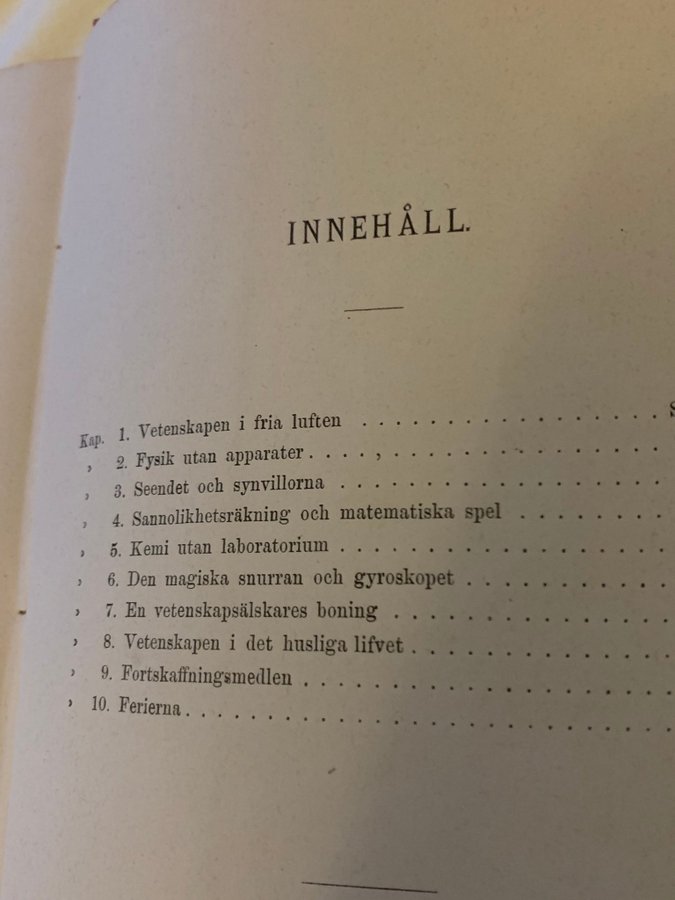 INNEHÅLL.
Kap. 1. Vetenskapen i fria luften . . . . . . . . . . . . . . . . . S
, 2. Fysik utan apparater . . . . , . . . . . . . . . . . .
, 3. Seendet och synvillorna . . . . . . . . . . . . . . . . .
, 4. Sannolikhetsräkning och matematiska spel . . . . . . . .
, 5. Kemi utan laboratorium . . . . . . . . . . . . . . . . .
, 6. Den magiska snurran och gyroskopet . . . . . . . . . . .
, 7. En vetenskapsälskares boning . . . . . . . . . . . . . .
, 8. Vetenskapen i det husliga lifvet . . . . . . . . . . . . .
, 9. Fortskaffningsmedlen . . . . . . . . . . . . . . . . . .
, 10. Ferierna . . . . . . . . . . . . . . . . . . . . . . . .